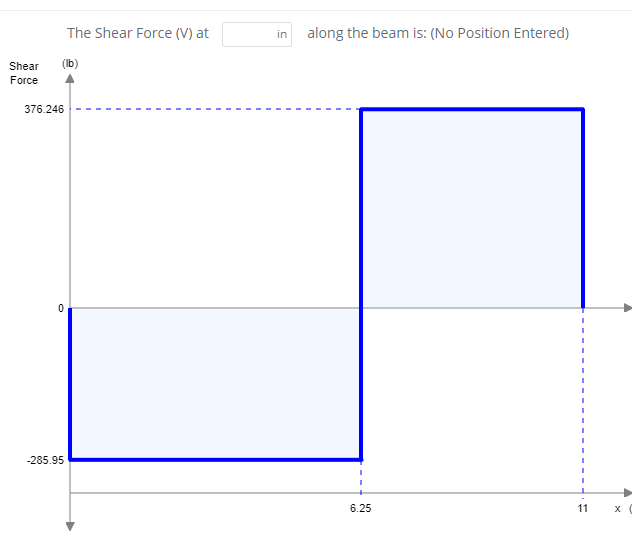 The Shear Force (V) at in along the beam is: (No Position Entered)
Shear Force
(lb)
376.246
0
-285.95
6.25
11
x (